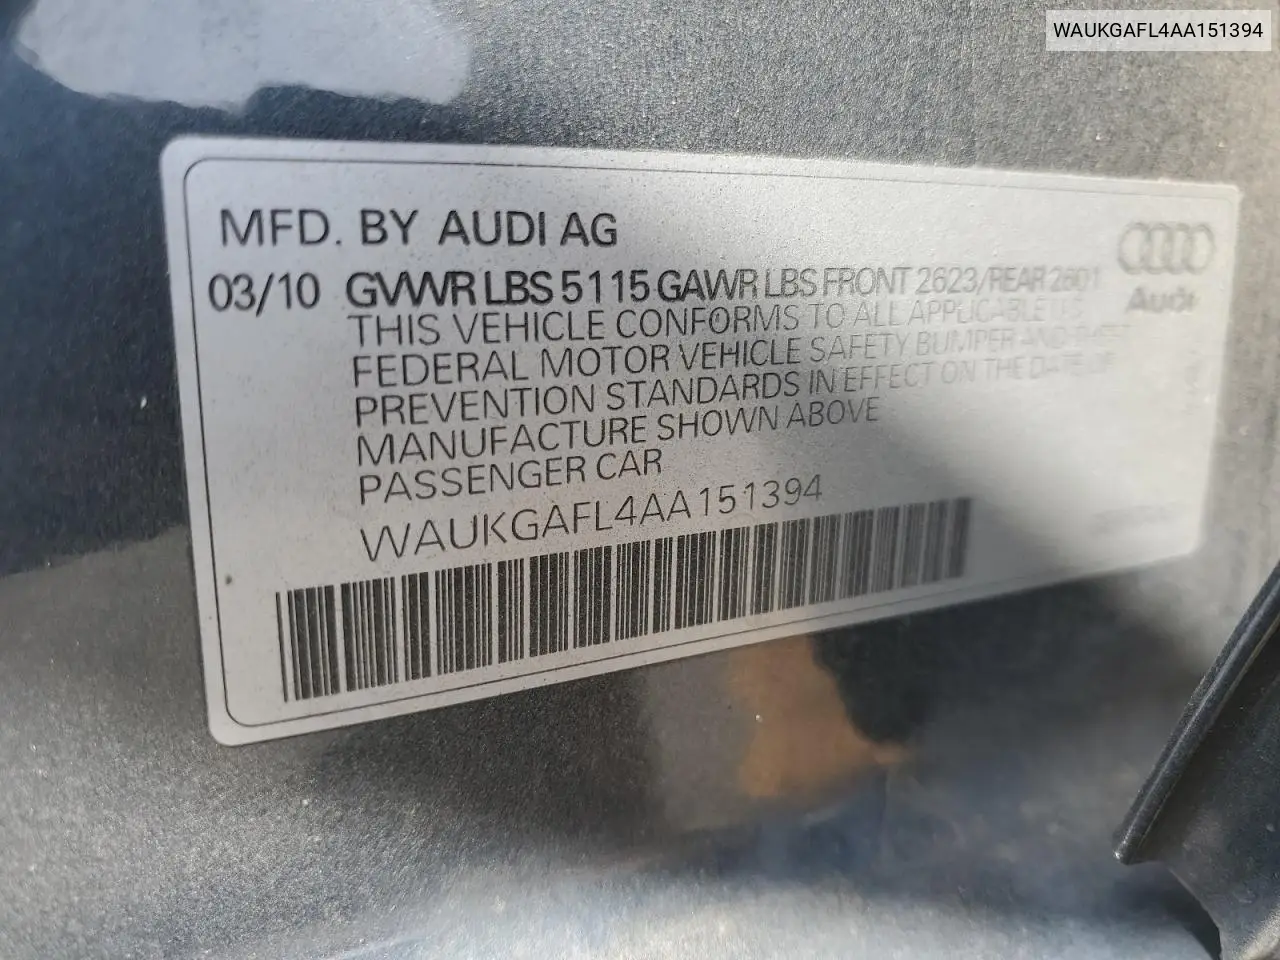 WAUKGAFL4AA151394
MFD. BY AUDI AG
03/10 GVWR LBS 5115 GAWR LBS FRONT 2623/REAR 2601
Audi
THIS VEHICLE CONFORMS TO ALL APPLICABLE U.S.
FEDERAL MOTOR VEHICLE SAFETY BUMPER AND THEFT
PREVENTION STANDARDS IN EFFECT ON THE DATE OF
MANUFACTURE SHOWN ABOVE
PASSENGER CAR
WAUKGAFL4AA151394